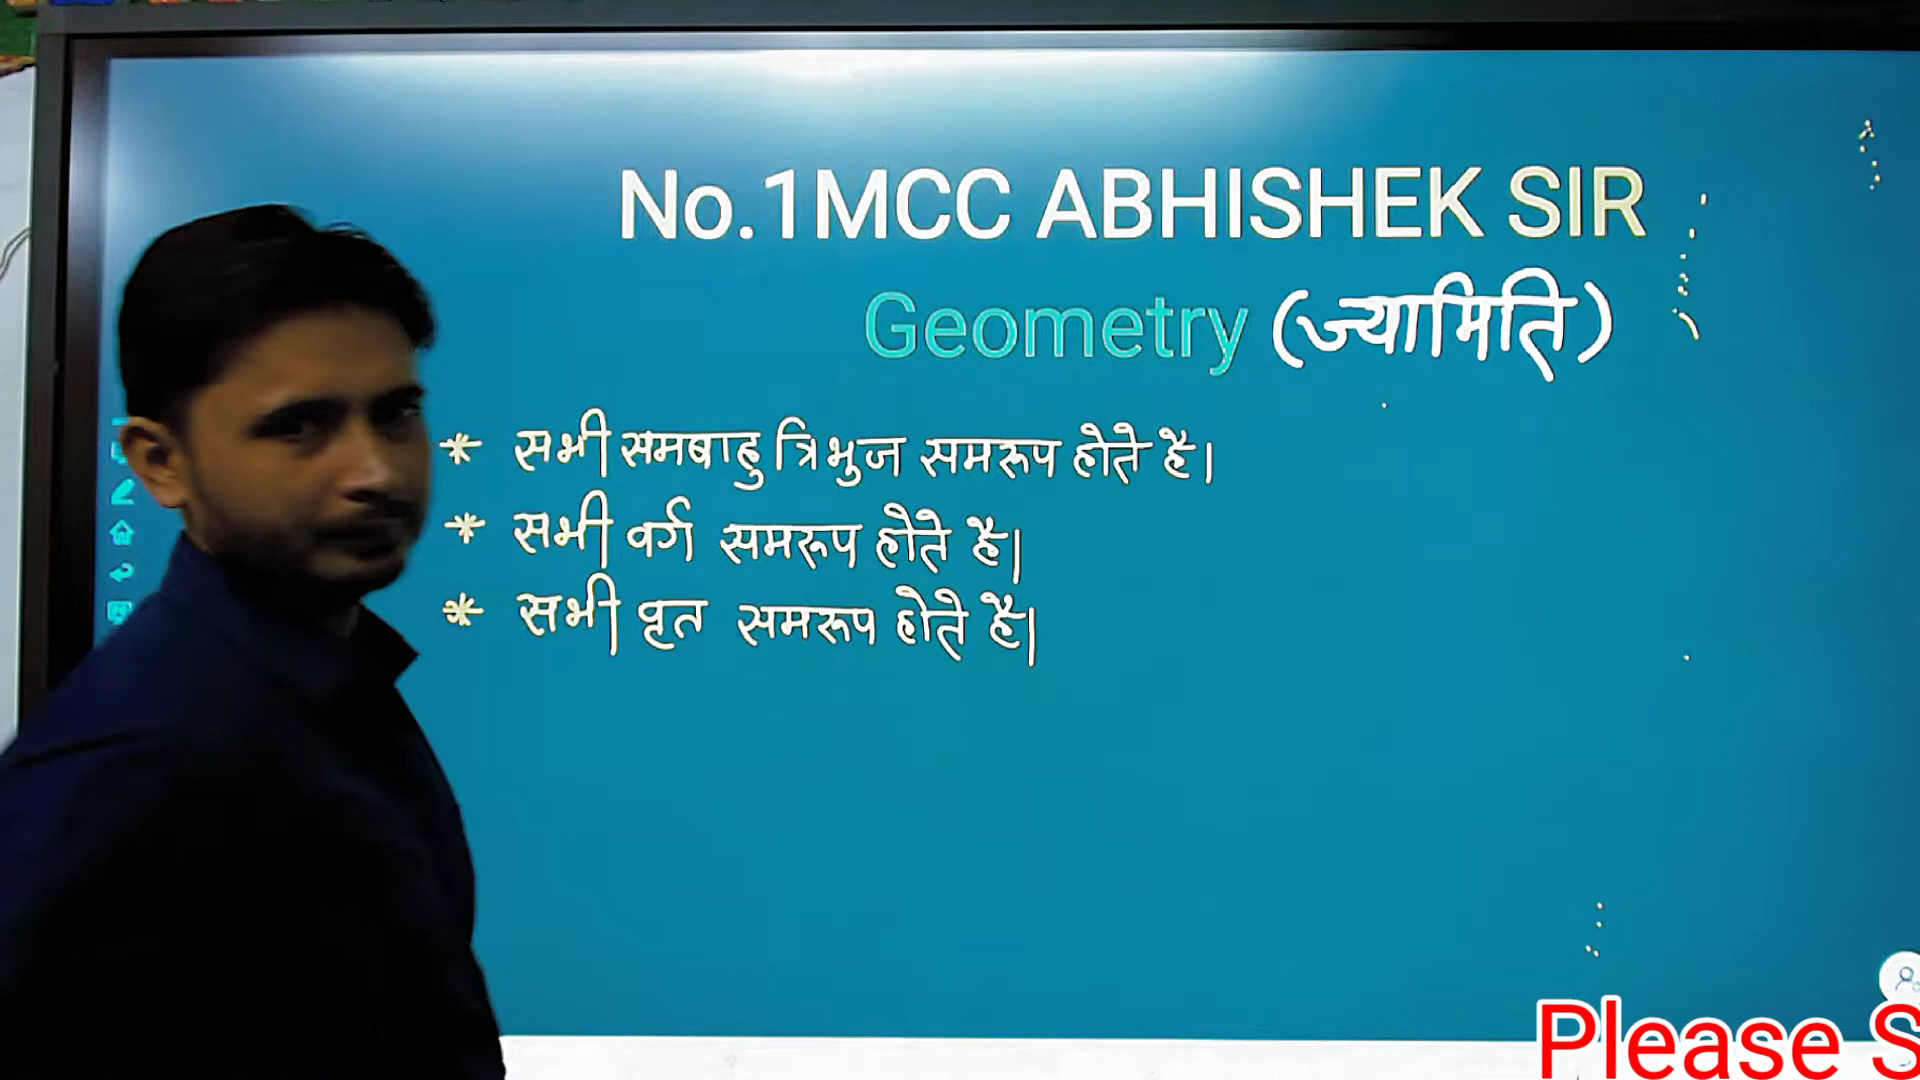 No.1MCC ABHISHEK SIR
Geometry (ज्यामिति)
* सभी समबाहु त्रिभुज समरूप होते है।
* सभी वर्ग समरूप होते है।
* सभी वृत समरूप होते है।
Please S